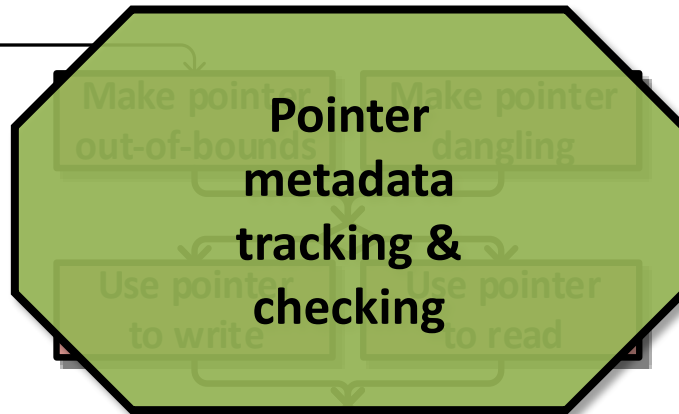 Make pointer
out-of-bounds
Make pointer
dangling
Pointer
metadata
tracking &
checking
Use pointer
to write
Use pointer
to read